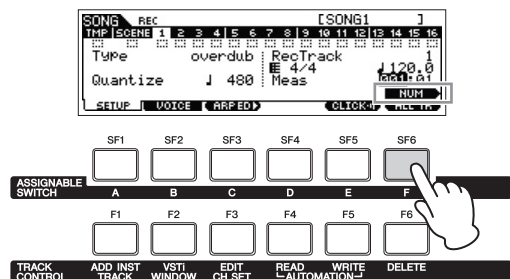 SONG REC [SONG1 ]
TMP SCENE 1 2 3 4 5 6 7 8 9 10 11 12 13 14 15 16
Type overdub RecTrack 1
4/4 ♩120.0
Quantize ♩ 480 Meas 001:01
NUM
SETUP VOICE ARPED CLICK ALL TR
SF1 SF2 SF3 SF4 SF5 SF6
ASSIGNABLE SWITCH A B C D E F
F1 F2 F3 F4 F5 F6
TRACK CONTROL ADD INST TRACK VSTi WINDOW EDIT CH SET READ WRITE DELETE
AUTOMATION